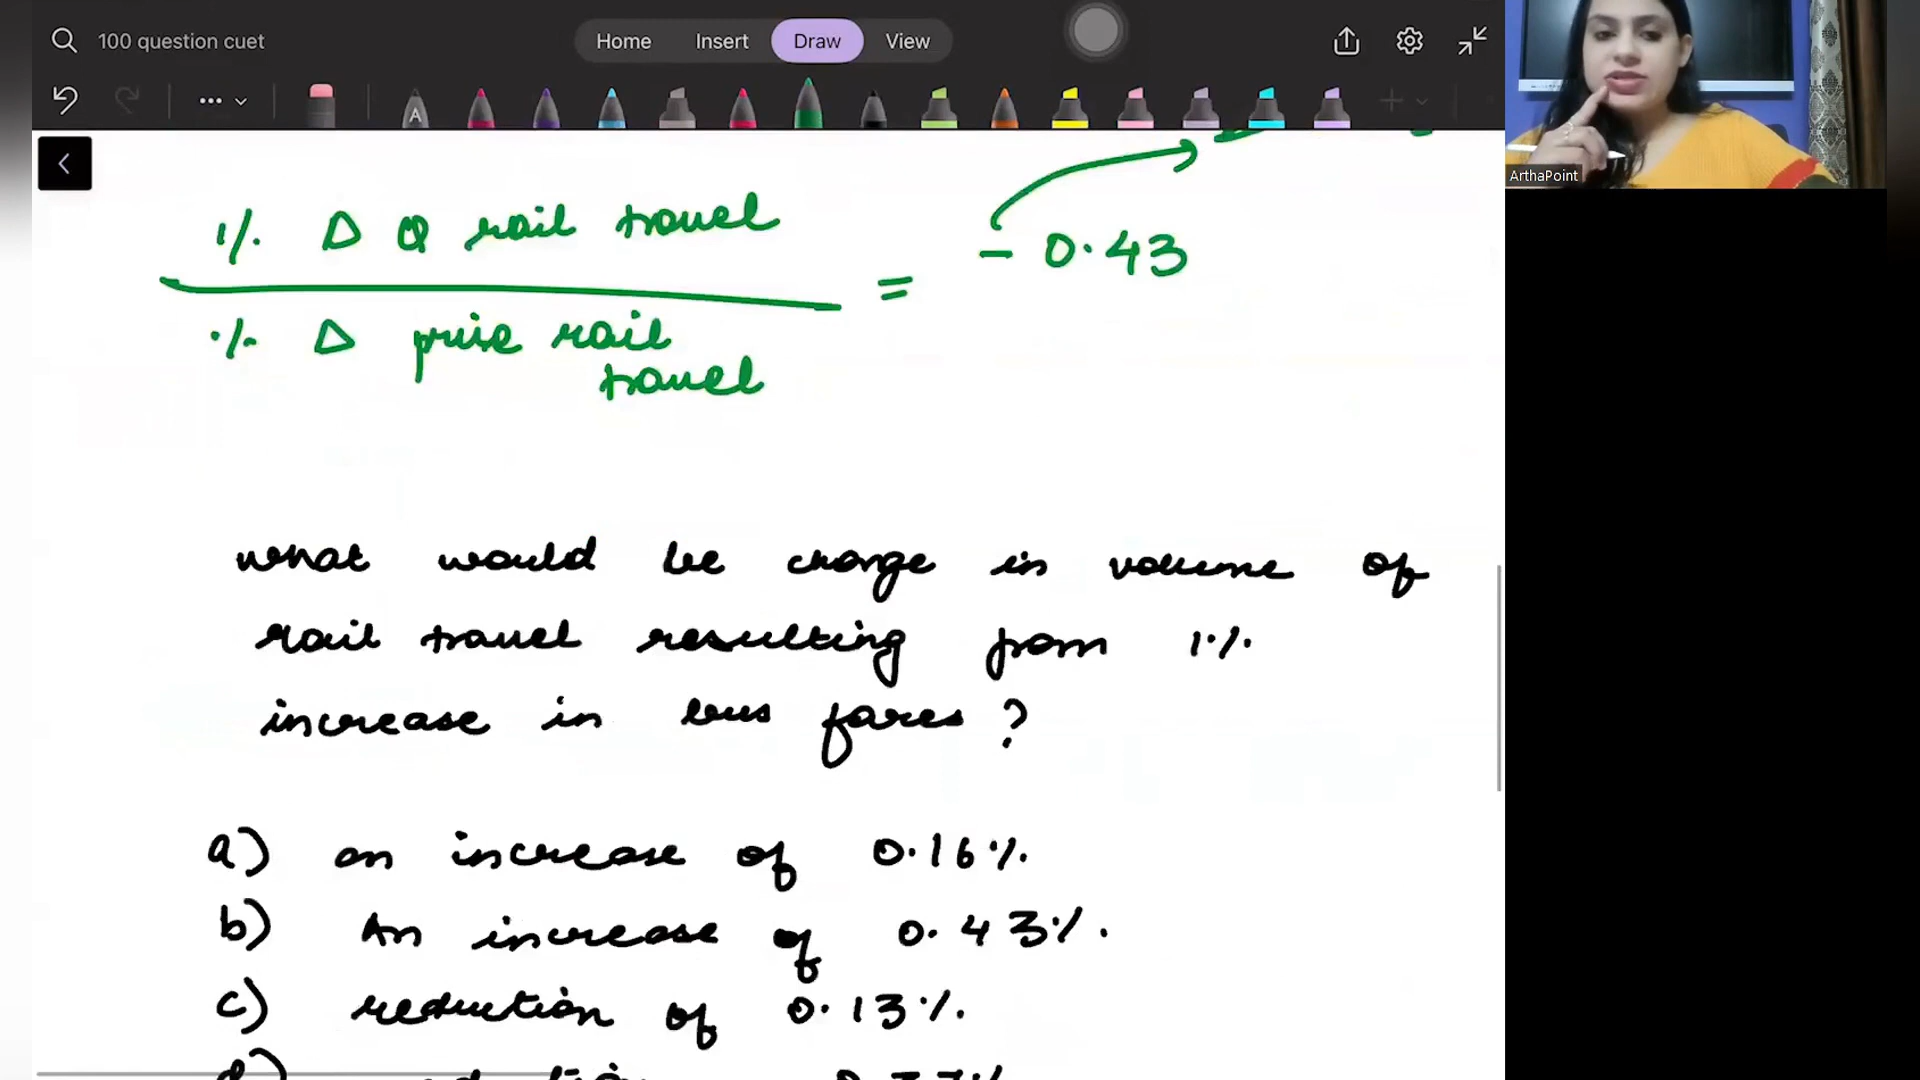 100 question cuet
Home Insert Draw View
A
ArthaPoint
1% Δ Q rail travel
= - 0.43
% Δ price rail
travel
what would be change in volume of
rail travel resulting from 1%
increase in bus fares ?
a) an increase of 0.16%
b) An increase of 0.43%.
c) reduction of 0.13%.
d)